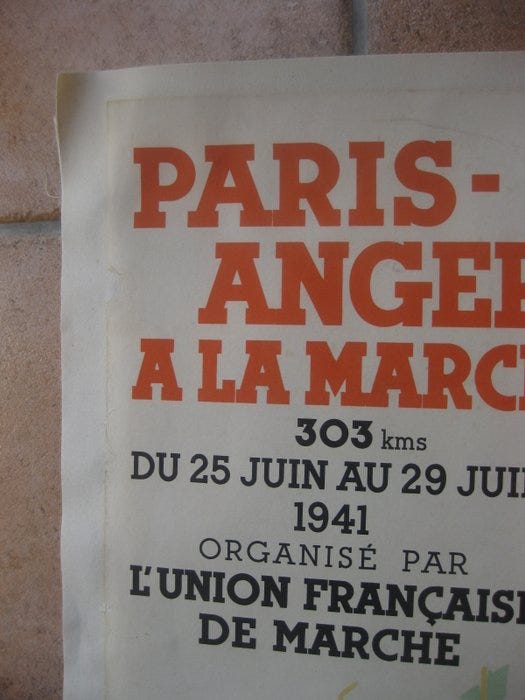 PARIS-
ANGE
A LA MARC
303 kms
DU 25 JUIN AU 29 JUI
1941
ORGANISÉ PAR
L'UNION FRANÇAIS
DE MARCHE